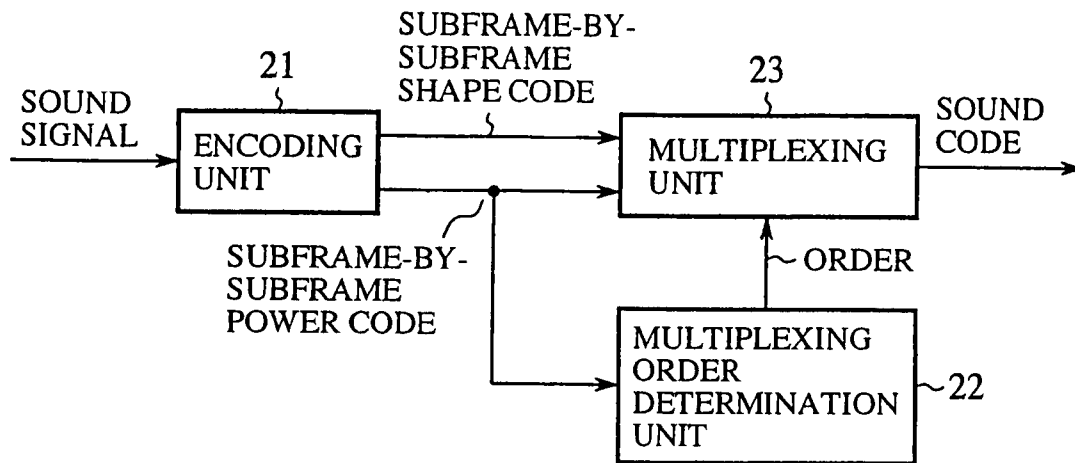 SOUND
SIGNAL
21
ENCODING
UNIT
SUBFRAME-BY-
SUBFRAME
SHAPE CODE
SUBFRAME-BY-
SUBFRAME
POWER CODE
23
MULTIPLEXING
UNIT
SOUND
CODE
ORDER
MULTIPLEXING
ORDER
DETERMINATION
UNIT
22